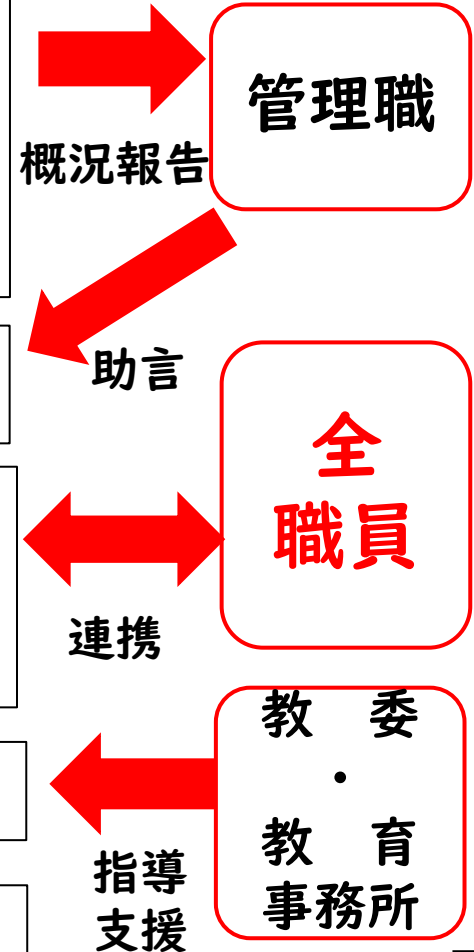 管理職
概況報告
助言
全
職員
連携
教　委
・
教　育
事務所
指導
支援